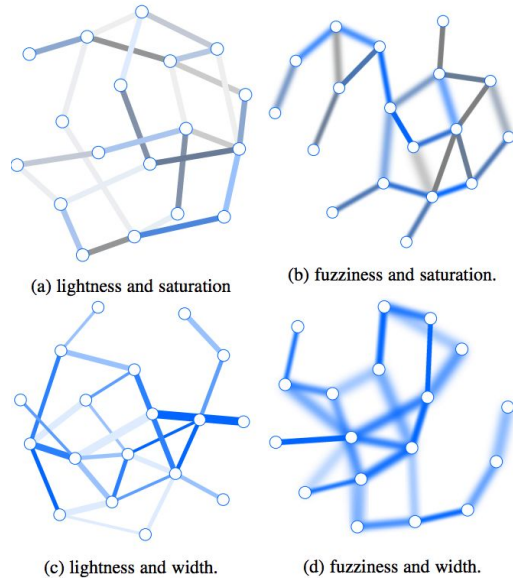 (a) lightness and saturation
(b) fuzziness and saturation.
(c) lightness and width.
(d) fuzziness and width.